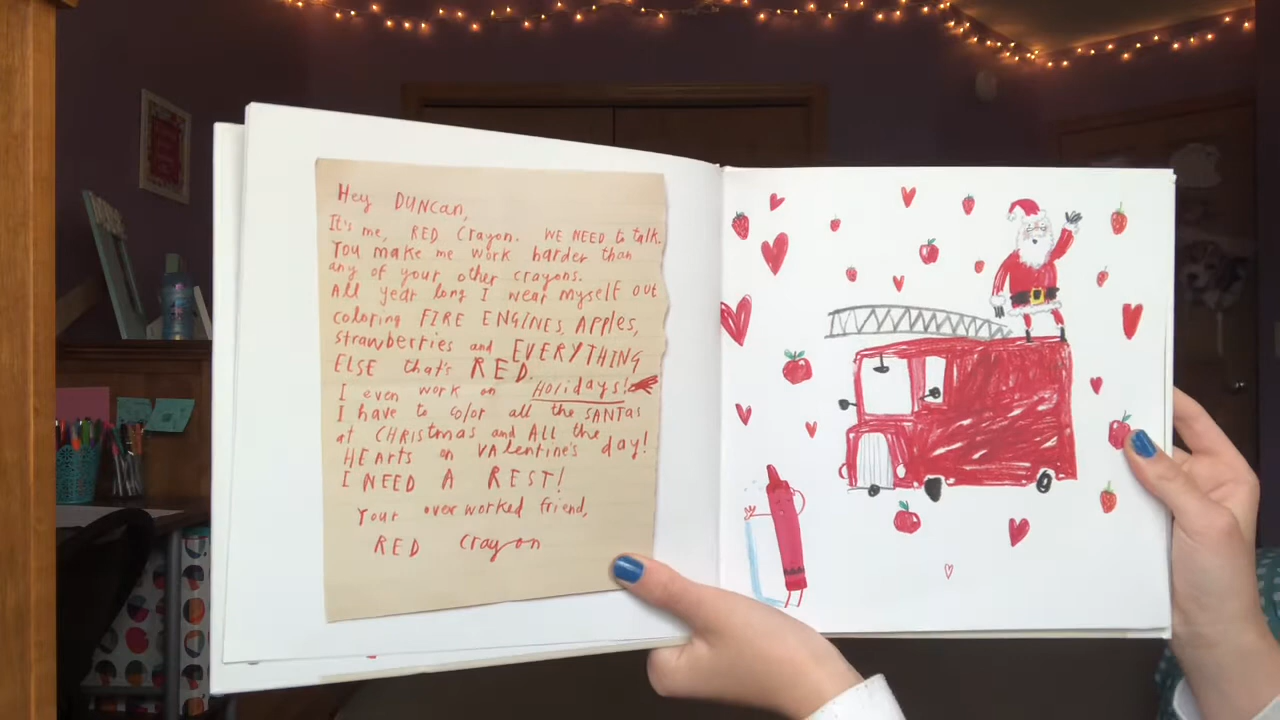 Hey DUNCAN,
It's me, RED Crayon. WE NEED to talk.
You make me work harder than
any of your other crayons.
All year long I wear myself out
coloring FIRE ENGINES, Apples,
strawberries and EVERYTHING
ELSE that's RED.
I even work on Holidays!
I have to color all the SANTAs
at CHRistmas and ALL the
HEArts on VAlentine's day!
I NEED A REST!
Your overworked friend,
RED Crayon